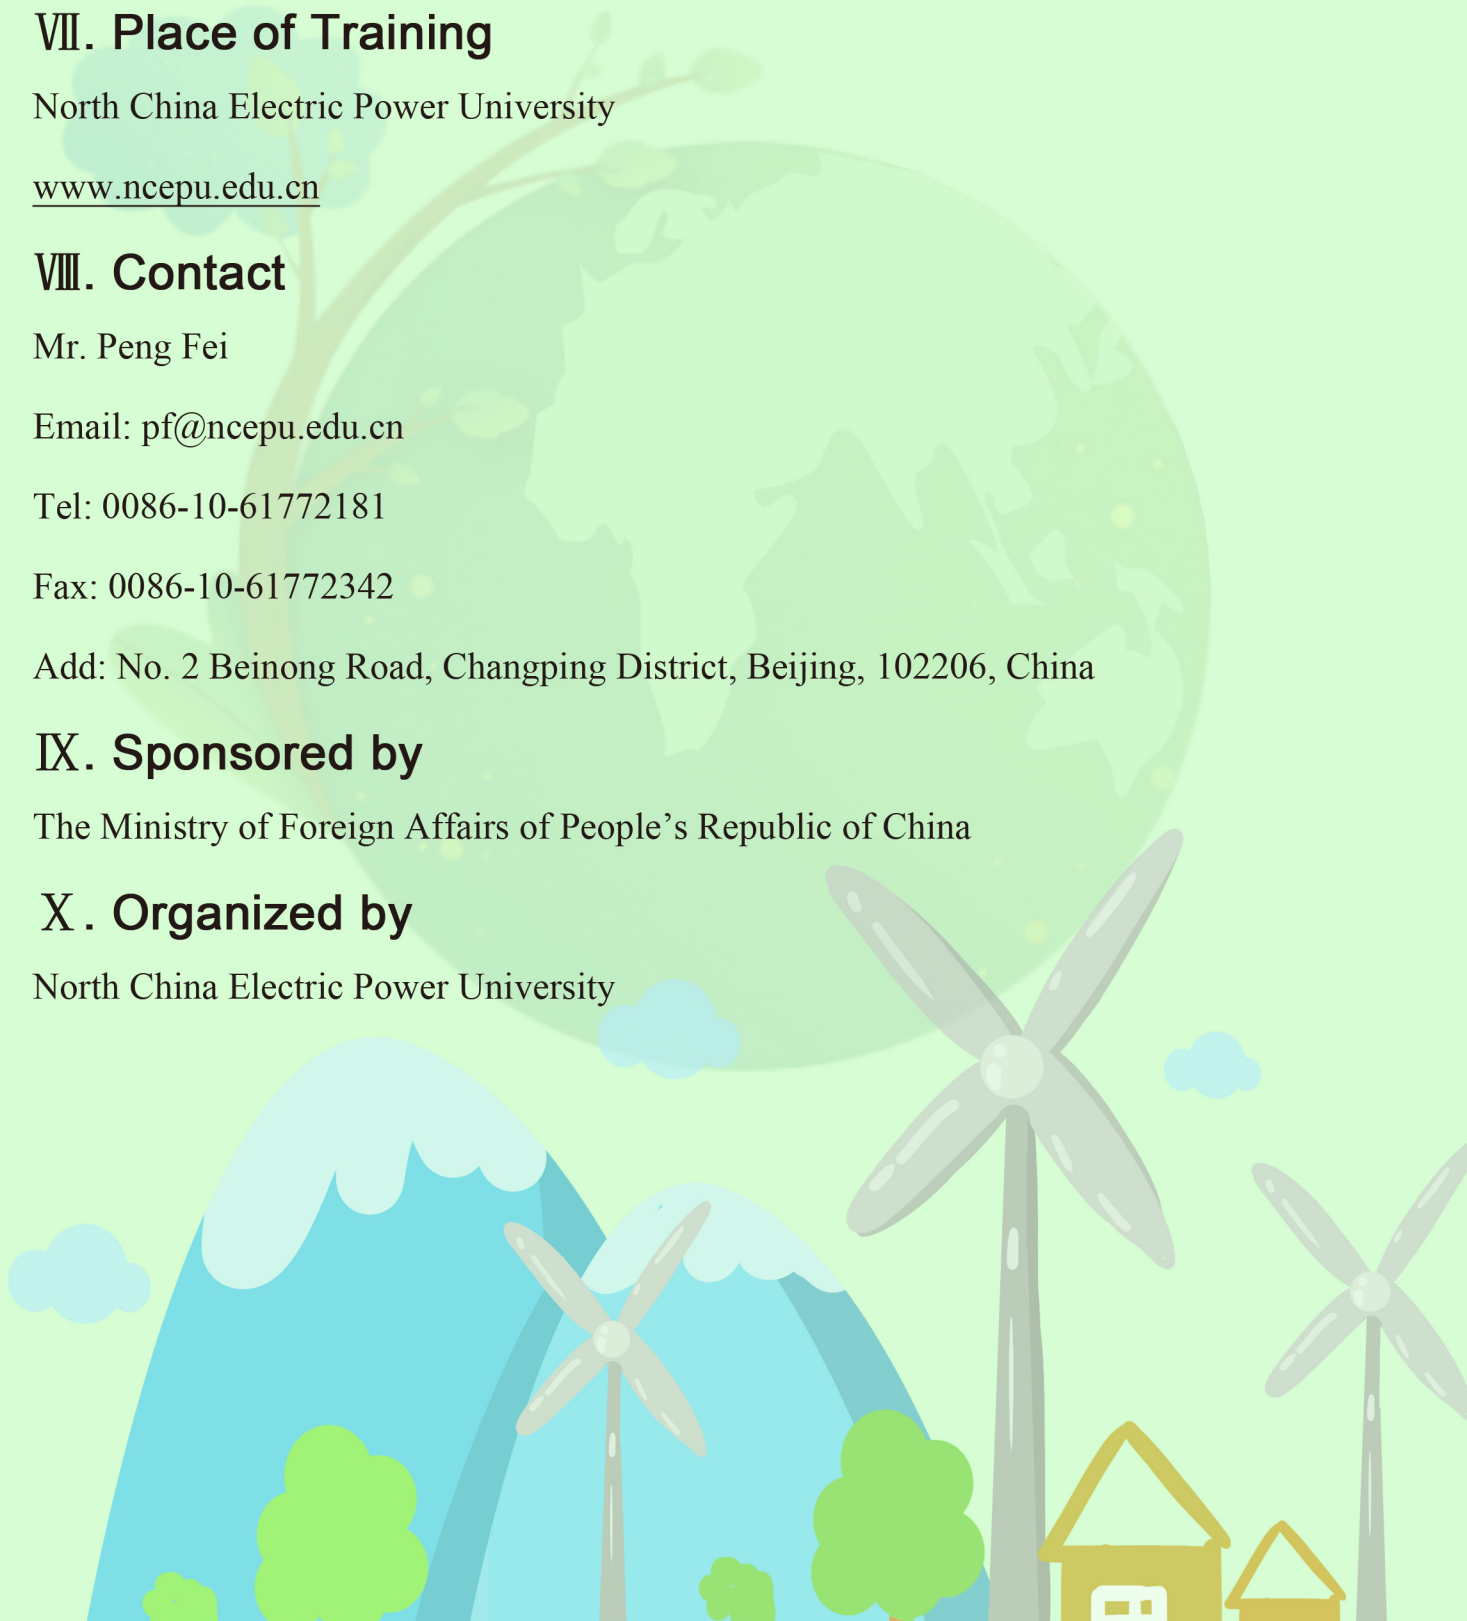 Ⅶ. Place of Training
North China Electric Power University
www.ncepu.edu.cn
Ⅷ. Contact
Mr. Peng Fei
Email: pf@ncepu.edu.cn
Tel: 0086-10-61772181
Fax: 0086-10-61772342
Add: No. 2 Beinong Road, Changping District, Beijing, 102206, China
Ⅸ. Sponsored by
The Ministry of Foreign Affairs of People’s Republic of China
Ⅹ. Organized by
North China Electric Power University